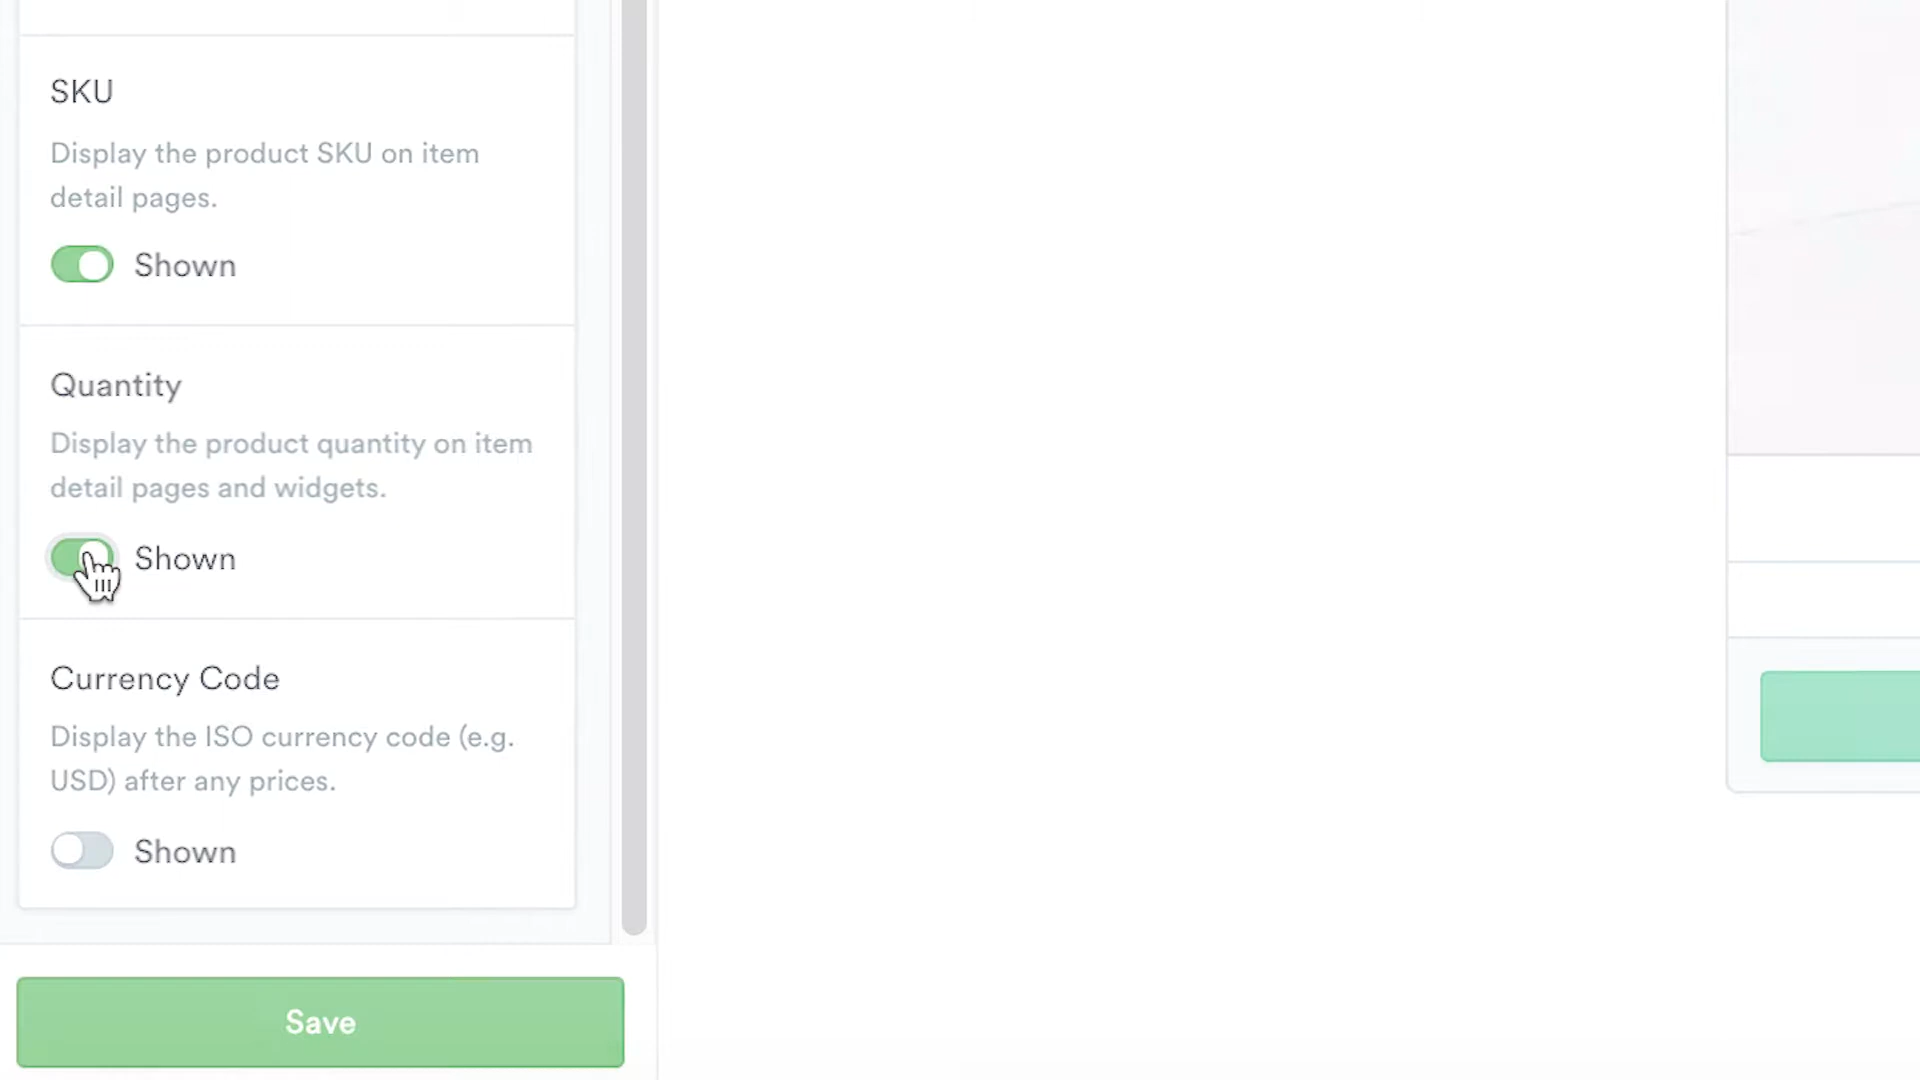 SKU
Display the product SKU on item
detail pages.
Shown
Quantity
Display the product quantity on item
detail pages and widgets.
Shown
Currency Code
Display the ISO currency code (e.g.
USD) after any prices.
Shown
Save